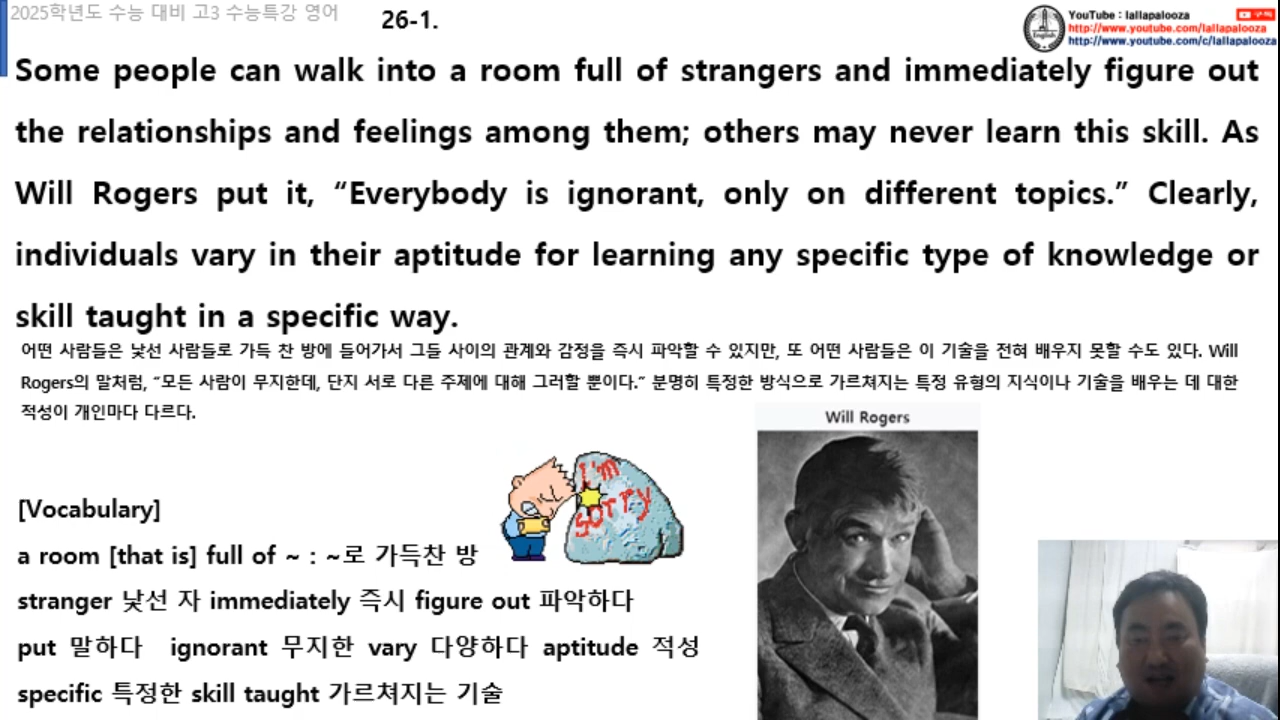 2025학년도 수능 대비 고3 수능특강 영어
26-1.
YouTube : lallapalooza
구독
http://www.youtube.com/lallapalooza
http://www.youtube.com/c/lallapalooza
English
Some people can walk into a room full of strangers and immediately figure out
the relationships and feelings among them; others may never learn this skill. As
Will Rogers put it, “Everybody is ignorant, only on different topics.” Clearly,
individuals vary in their aptitude for learning any specific type of knowledge or
skill taught in a specific way.
어떤 사람들은 낯선 사람들로 가득 찬 방에 들어가서 그들 사이의 관계와 감정을 즉시 파악할 수 있지만, 또 어떤 사람들은 이 기술을 전혀 배우지 못할 수도 있다. Will
Rogers의 말처럼, “모든 사람이 무지한데, 단지 서로 다른 주제에 대해 그러할 뿐이다.” 분명히 특정한 방식으로 가르쳐지는 특정 유형의 지식이나 기술을 배우는 데 대한
적성이 개인마다 다르다.
Will Rogers
I'm
sorry
[Vocabulary]
a room [that is] full of ~ : ~로 가득찬 방
stranger 낯선 자 immediately 즉시 figure out 파악하다
put 말하다 ignorant 무지한 vary 다양하다 aptitude 적성
specific 특정한 skill taught 가르쳐지는 기술